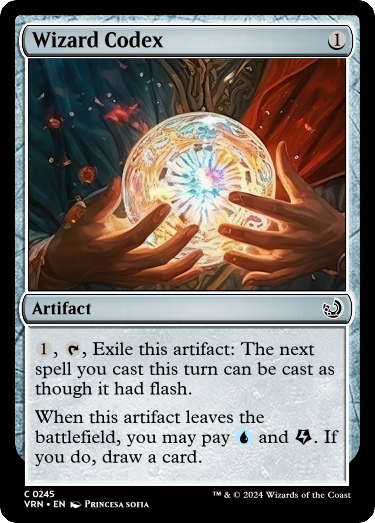 Wizard Codex 1
Artifact
1, , Exile this artifact: The next
spell you cast this turn can be cast as
though it had flash.
When this artifact leaves the
battlefield, you may pay and . If
you do, draw a card.
C 0245 ™ & © 2024 Wizards of the Coast
VRN • EN PRINCESA SOFIA